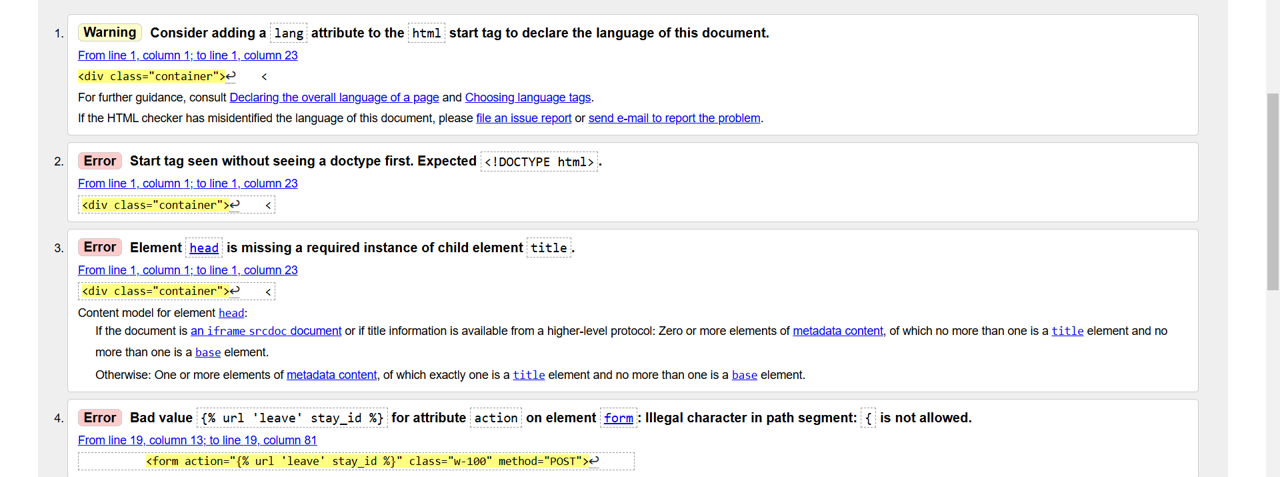 1. Warning Consider adding a lang attribute to the html start tag to declare the language of this document.
From line 1, column 1; to line 1, column 23
<div class="container">↩ <
For further guidance, consult Declaring the overall language of a page and Choosing language tags.
If the HTML checker has misidentified the language of this document, please file an issue report or send e-mail to report the problem.
2. Error Start tag seen without seeing a doctype first. Expected <!DOCTYPE html>.
From line 1, column 1; to line 1, column 23
<div class="container">↩ <
3. Error Element head is missing a required instance of child element title.
From line 1, column 1; to line 1, column 23
<div class="container">↩ <
Content model for element head:
If the document is an iframe srcdoc document or if title information is available from a higher-level protocol: Zero or more elements of metadata content, of which no more than one is a title element and no
more than one is a base element.
Otherwise: One or more elements of metadata content, of which exactly one is a title element and no more than one is a base element.
4. Error Bad value {% url 'leave' stay_id %} for attribute action on element form: Illegal character in path segment: { is not allowed.
From line 19, column 13; to line 19, column 81
<form action="{% url 'leave' stay_id %}" class="w-100" method="POST">↩